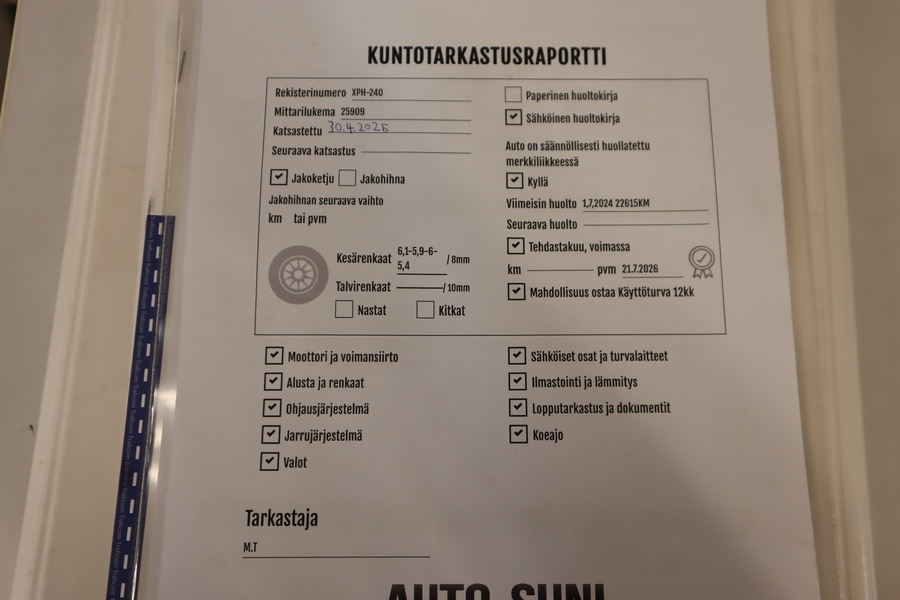 KUNTOTARKASTUSRAPORTTI
Rekisterinumero XPH-240
Mittarilukema 25909
Katsastettu 30.4.2025
Seuraava katsastus
Jakoketju Jakohihna
Jakohihnan seuraava vaihto
km tai pvm
Kesärenkaat 6,1-5,9-6-
5,4 / 8mm
Talvirenkaat / 10mm
Nastat Kitkat
Paperinen huoltokirja
Sähköinen huoltokirja
Auto on säännöllisesti huollatettu
merkkiliikkeessä
Kyllä
Viimeisin huolto 1,7,2024 22615KM
Seuraava huolto
Tehdastakuu, voimassa
km pvm 21.7.2026
Mahdollisuus ostaa Käyttöturva 12kk
Moottori ja voimansiirto
Alusta ja renkaat
Ohjausjärjestelmä
Jarrujärjestelmä
Valot
Sähköiset osat ja turvalaitteet
Ilmastointi ja lämmitys
Lopputarkastus ja dokumentit
Koeajo
Tarkastaja
M.T
AUTO SUNI